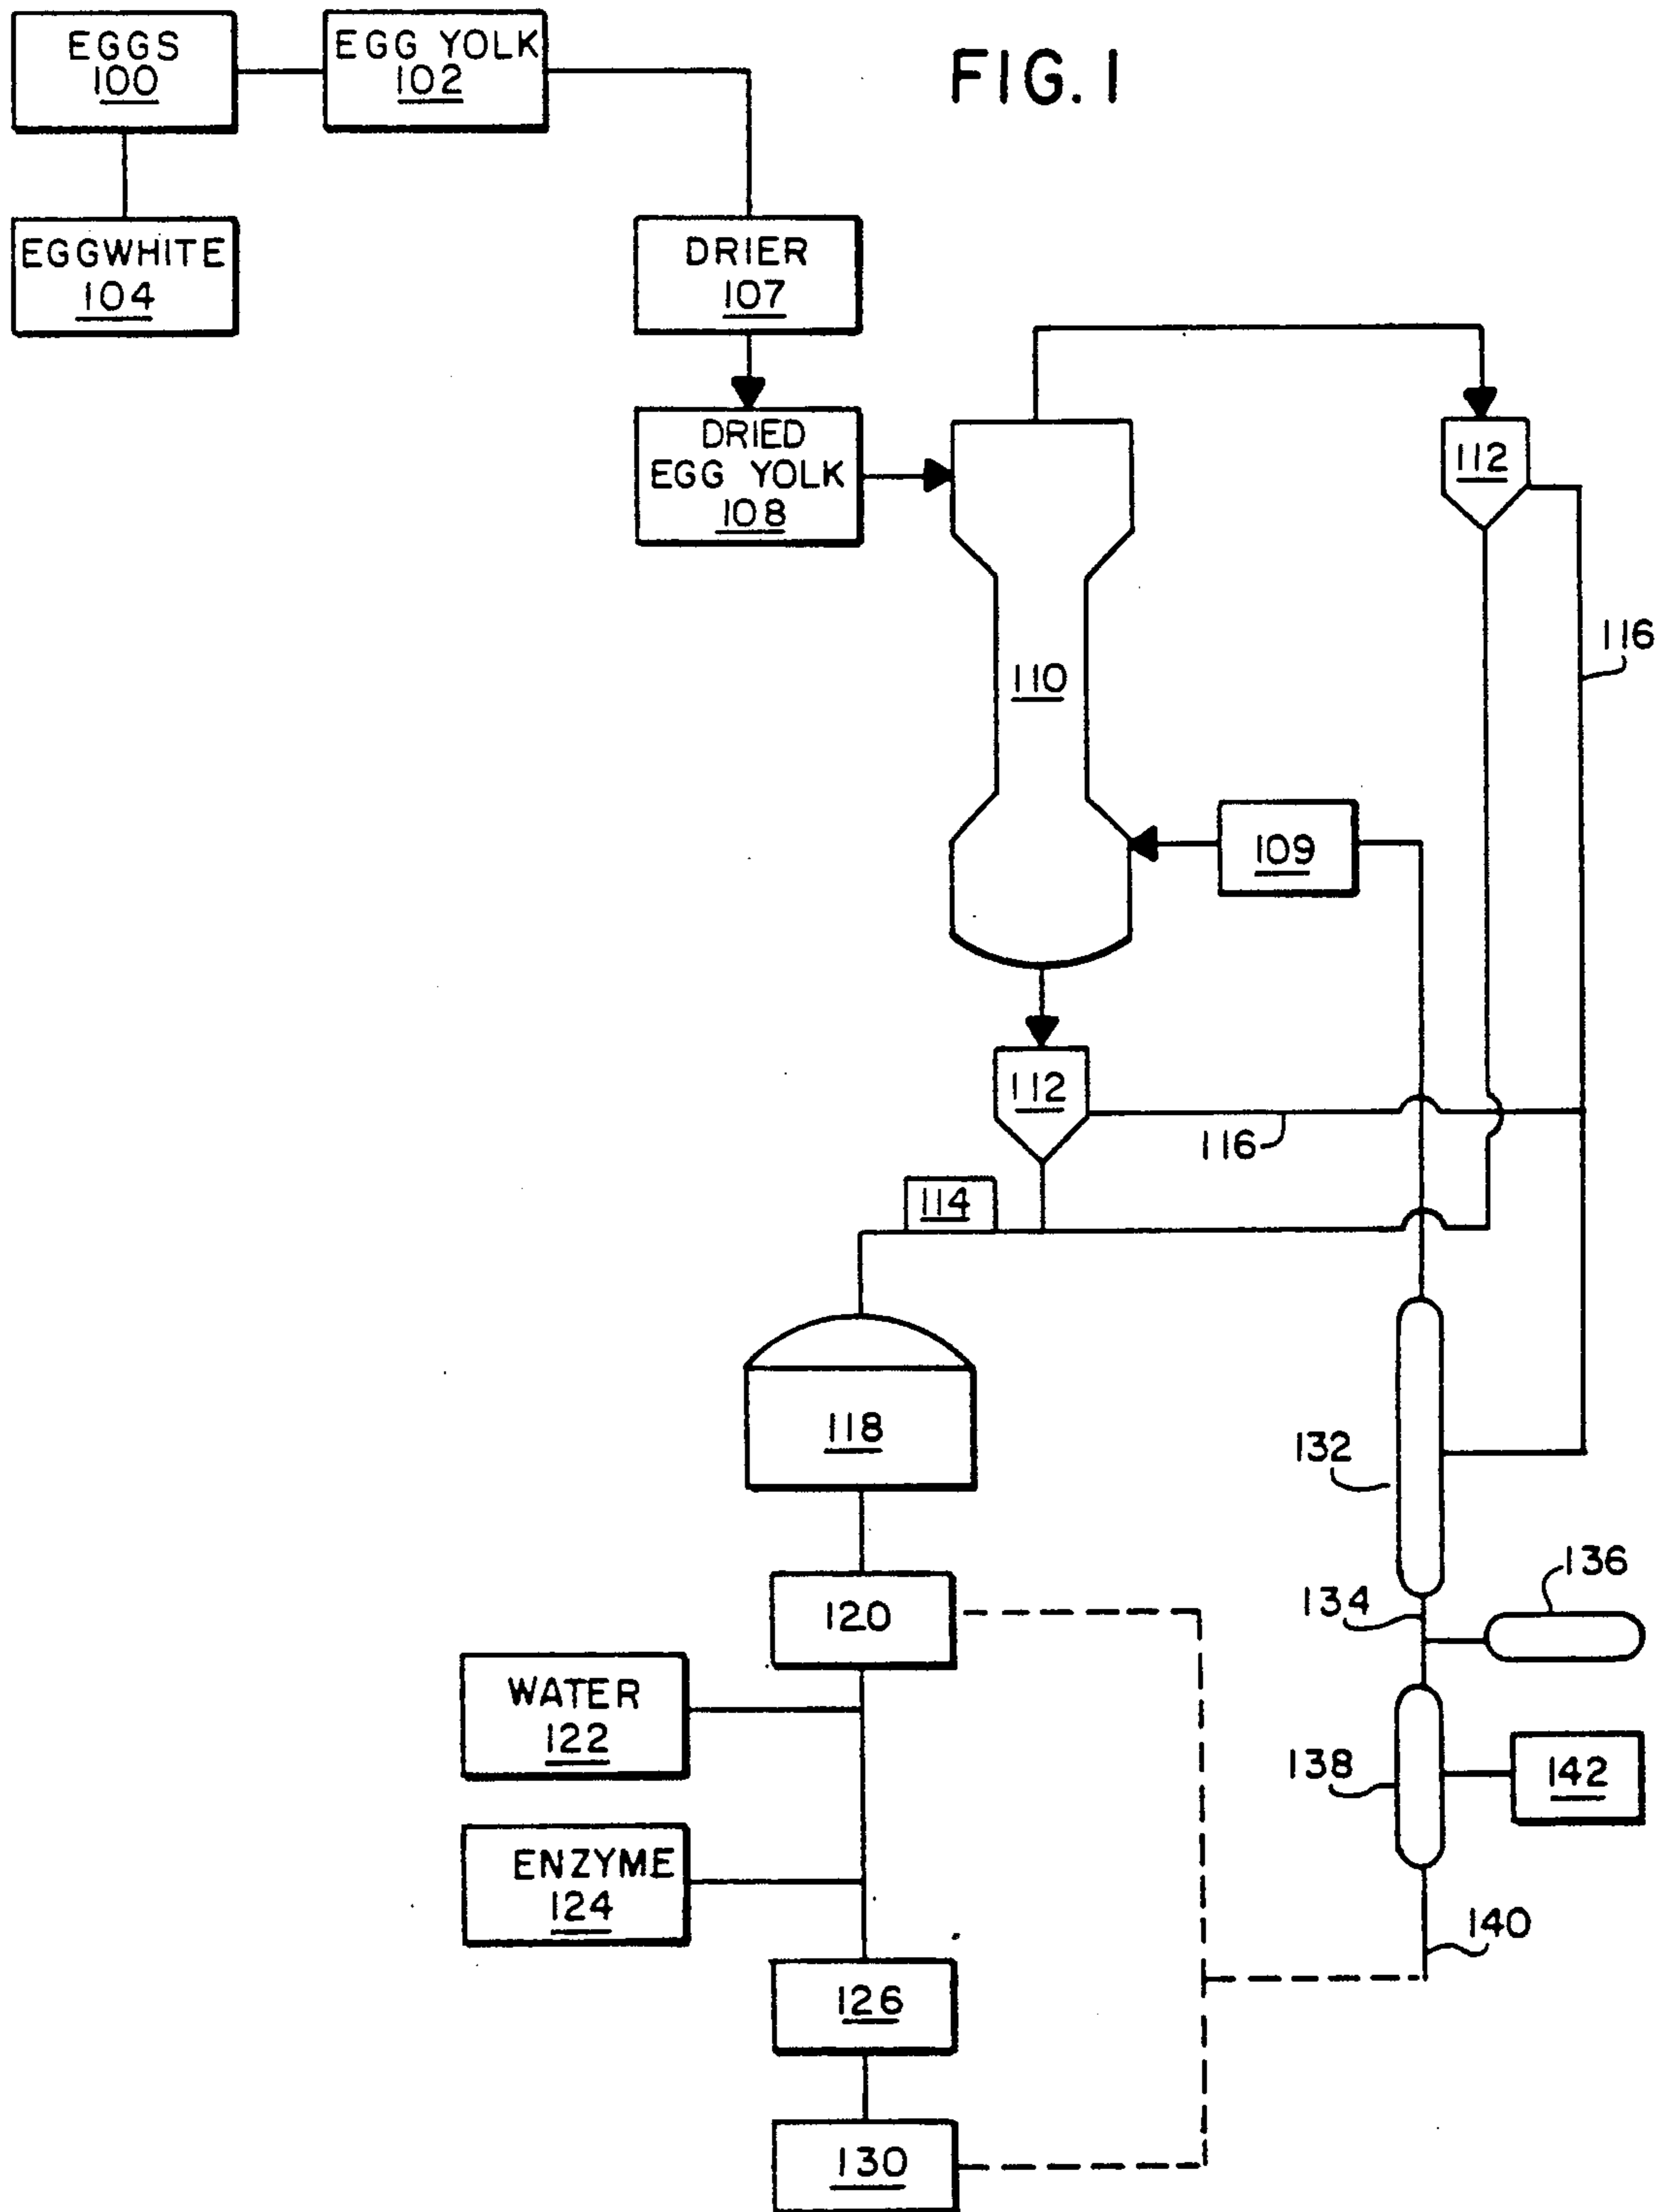 EGGS
100
EGG YOLK
102
FIG. 1
EGGWHITE
104
DRIER
107
DRIED
EGG YOLK
108
112
116
110
109
112
116
114
118
132
136
134
120
WATER
122
138
142
ENZYME
124
140
126
130